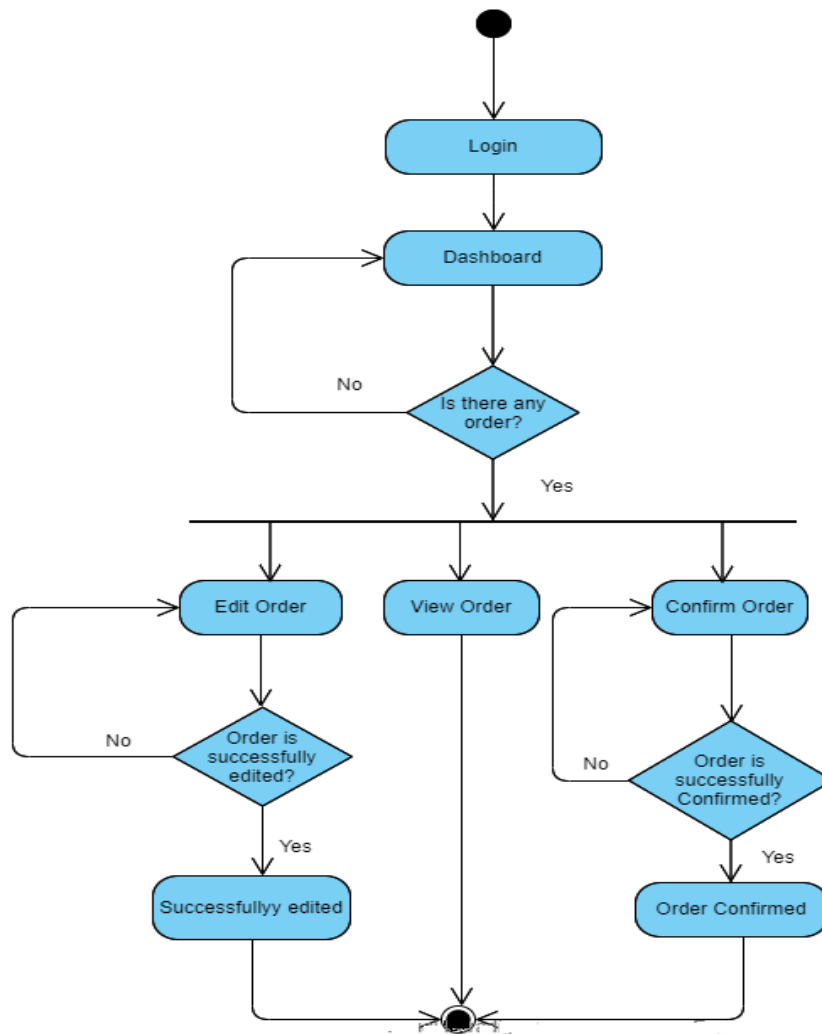 Login
Dashboard
No
Is there any
order?
Yes
Edit Order
View Order
Confirm Order
No
Order is
successfully
edited?
No
Order is
successfully
Confirmed?
Yes
Yes
Successfullyy edited
Order Confirmed